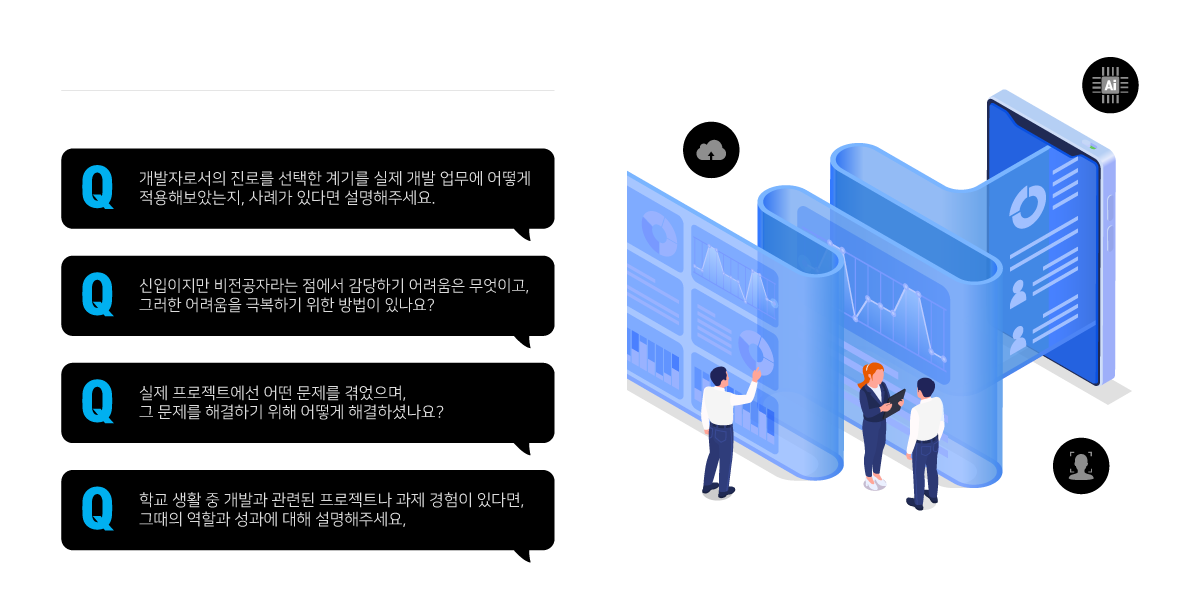 Q
개발자로서의 진로를 선택한 계기를 실제 개발 업무에 어떻게
적용해보았는지, 사례가 있다면 설명해주세요.
Q
신입이지만 비전공자라는 점에서 감당하기 어려움은 무엇이고,
그러한 어려움을 극복하기 위한 방법이 있나요?
Q
실제 프로젝트에선 어떤 문제를 겪었으며,
그 문제를 해결하기 위해 어떻게 해결하셨나요?
Q
학교 생활 중 개발과 관련된 프로젝트나 과제 경험이 있다면,
그때의 역할과 성과에 대해 설명해주세요,
Ai